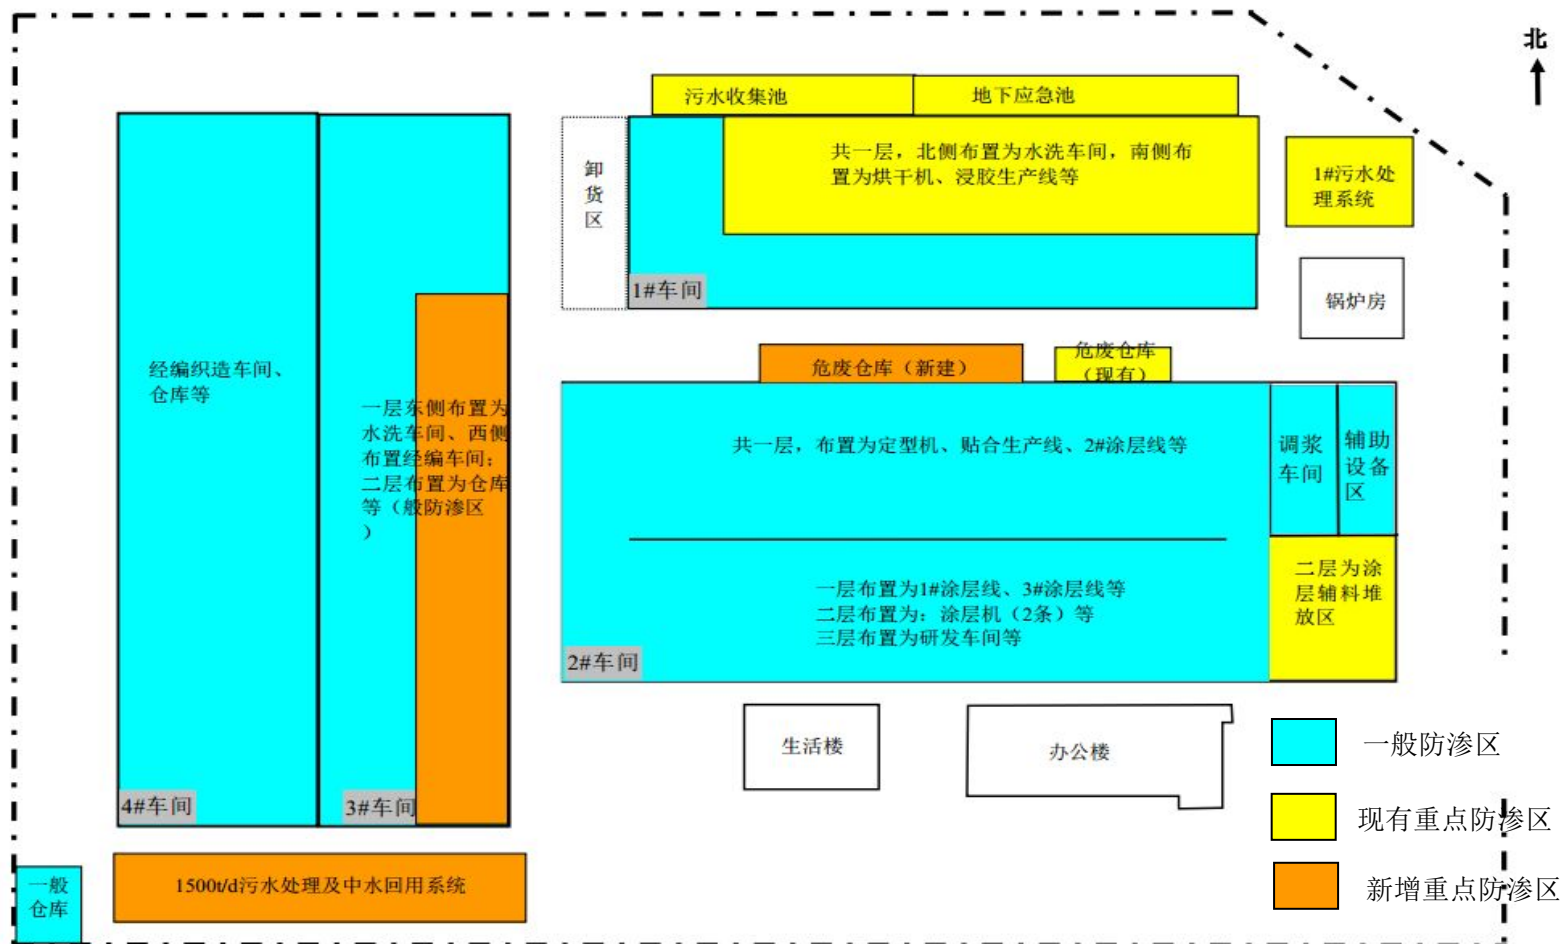 北
污水收集池
地下应急池
卸
货
区
共一层，北侧布置为水洗车间，南侧布
置为烘干机、浸胶生产线等
1#污水处
理系统
1#车间
锅炉房
经编织造车间、
仓库等
一层东侧布置为
水洗车间、西侧
布置经编车间；
二层布置为仓库
等（般防渗区
）
危废仓库（新建）
危废仓库
（现有）
共一层，布置为定型机、贴合生产线、2#涂层线等
调浆
车间
辅助
设备
区
一层布置为1#涂层线、3#涂层线等
二层布置为：涂层机（2条）等
三层布置为研发车间等
二层为涂
层辅料堆
放区
2#车间
生活楼
办公楼
一般防渗区
4#车间
3#车间
现有重点防渗区
一般
仓库
1500t/d污水处理及中水回用系统
新增重点防渗区